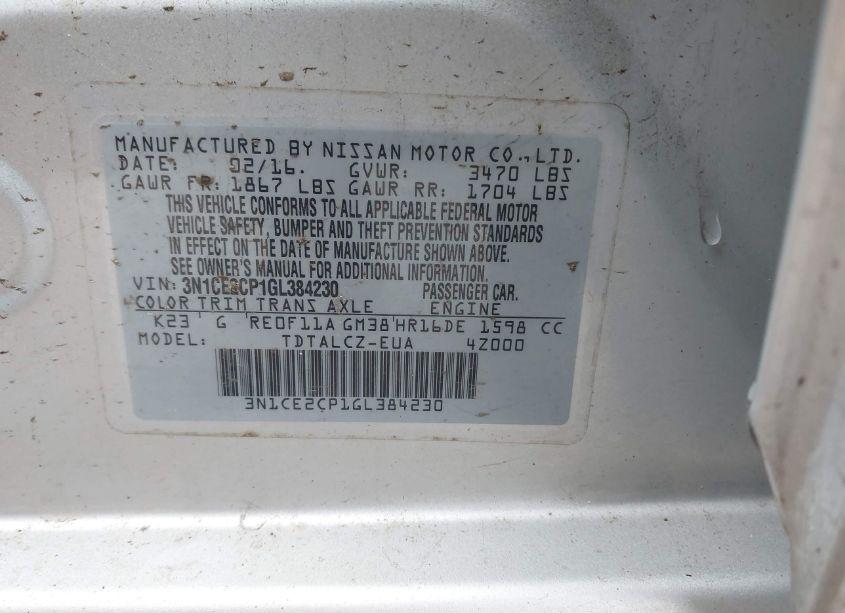 MANUFACTURED BY NISSAN MOTOR CO., LTD.
DATE: 02/16. GVWR: 3470 LBS
GAWR FR: 1867 LBS GAWR RR: 1704 LBS
THIS VEHICLE CONFORMS TO ALL APPLICABLE FEDERAL MOTOR
VEHICLE SAFETY, BUMPER AND THEFT PREVENTION STANDARDS
IN EFFECT ON THE DATE OF MANUFACTURE SHOWN ABOVE.
SEE OWNER'S MANUAL FOR ADDITIONAL INFORMATION.
VIN: 3N1CE2CP1GL384230 PASSENGER CAR.
COLOR TRIM TRANS AXLE ENGINE
K23 G RE0F11A GM38 HR16DE 1598 CC
MODEL: TDTALCZ-EUA 4Z000
3N1CE2CP1GL384230